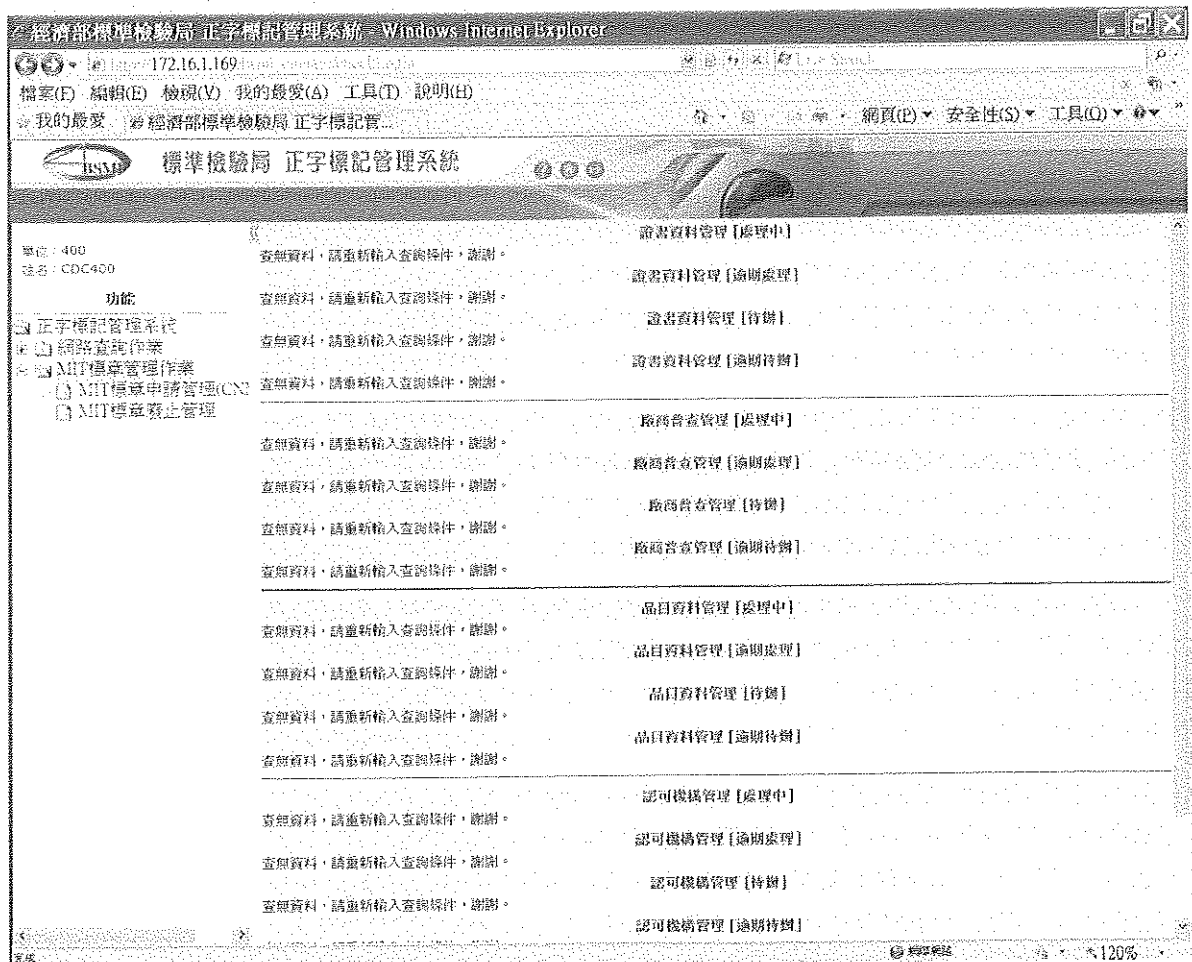 經濟部標準檢驗局 正字標記管理系統 - Windows Internet Explorer
172.16.1.169
檔案(F) 編輯(E) 檢視(V) 我的最愛(A) 工具(T) 說明(H)
我的最愛 經濟部標準檢驗局 正字標記管...
網頁(P) 安全性(S) 工具(O)
BSMI 標準檢驗局 正字標記管理系統
單位:400
姓名:CDC400
功能
正字標記管理系統
網路查詢作業
MIT標章管理作業
MIT標章申請管理(CNS
MIT標章廢止管理
證書資料管理 [處理中]
查無資料,請重新輸入查詢條件,謝謝。
證書資料管理 [逾期處理]
查無資料,請重新輸入查詢條件,謝謝。
證書資料管理 [待辦]
查無資料,請重新輸入查詢條件,謝謝。
證書資料管理 [逾期待辦]
查無資料,請重新輸入查詢條件,謝謝。
廠商普查管理 [處理中]
查無資料,請重新輸入查詢條件,謝謝。
廠商普查管理 [逾期處理]
查無資料,請重新輸入查詢條件,謝謝。
廠商普查管理 [待辦]
查無資料,請重新輸入查詢條件,謝謝。
廠商普查管理 [逾期待辦]
查無資料,請重新輸入查詢條件,謝謝。
品目資料管理 [處理中]
查無資料,請重新輸入查詢條件,謝謝。
品目資料管理 [逾期處理]
查無資料,請重新輸入查詢條件,謝謝。
品目資料管理 [待辦]
查無資料,請重新輸入查詢條件,謝謝。
品目資料管理 [逾期待辦]
查無資料,請重新輸入查詢條件,謝謝。
認可機構管理 [處理中]
查無資料,請重新輸入查詢條件,謝謝。
認可機構管理 [逾期處理]
查無資料,請重新輸入查詢條件,謝謝。
認可機構管理 [待辦]
查無資料,請重新輸入查詢條件,謝謝。
認可機構管理 [逾期待辦]
完成
120%